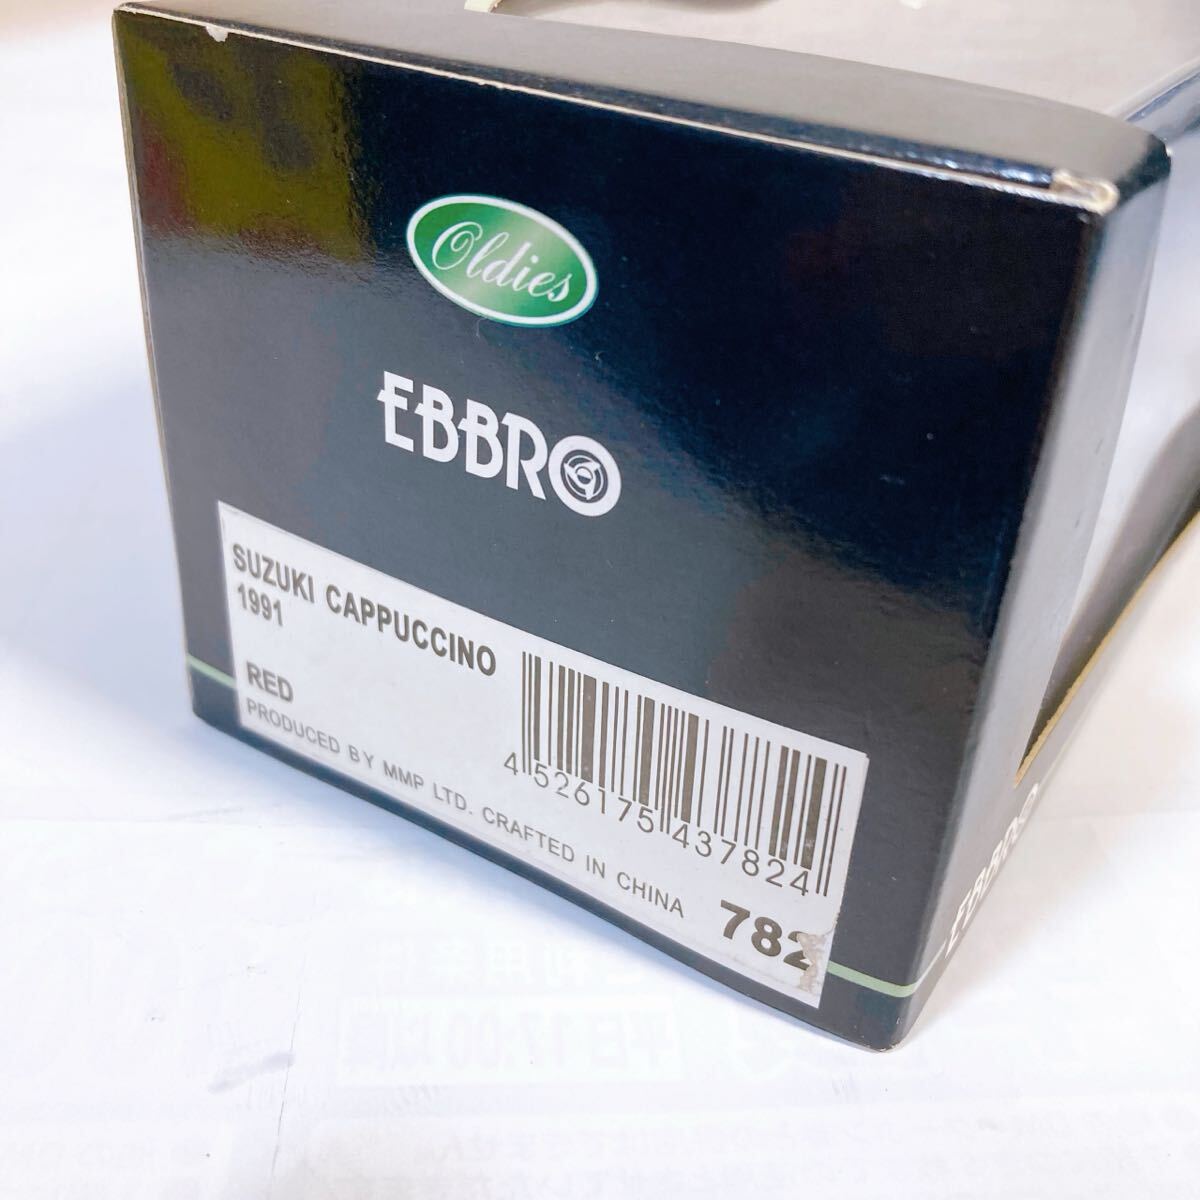 Oldies
EBBRO
SUZUKI CAPPUCCINO
1991
RED
4 526175 437824
PRODUCED BY MMP LTD. CRAFTED IN CHINA
782
EBBRO